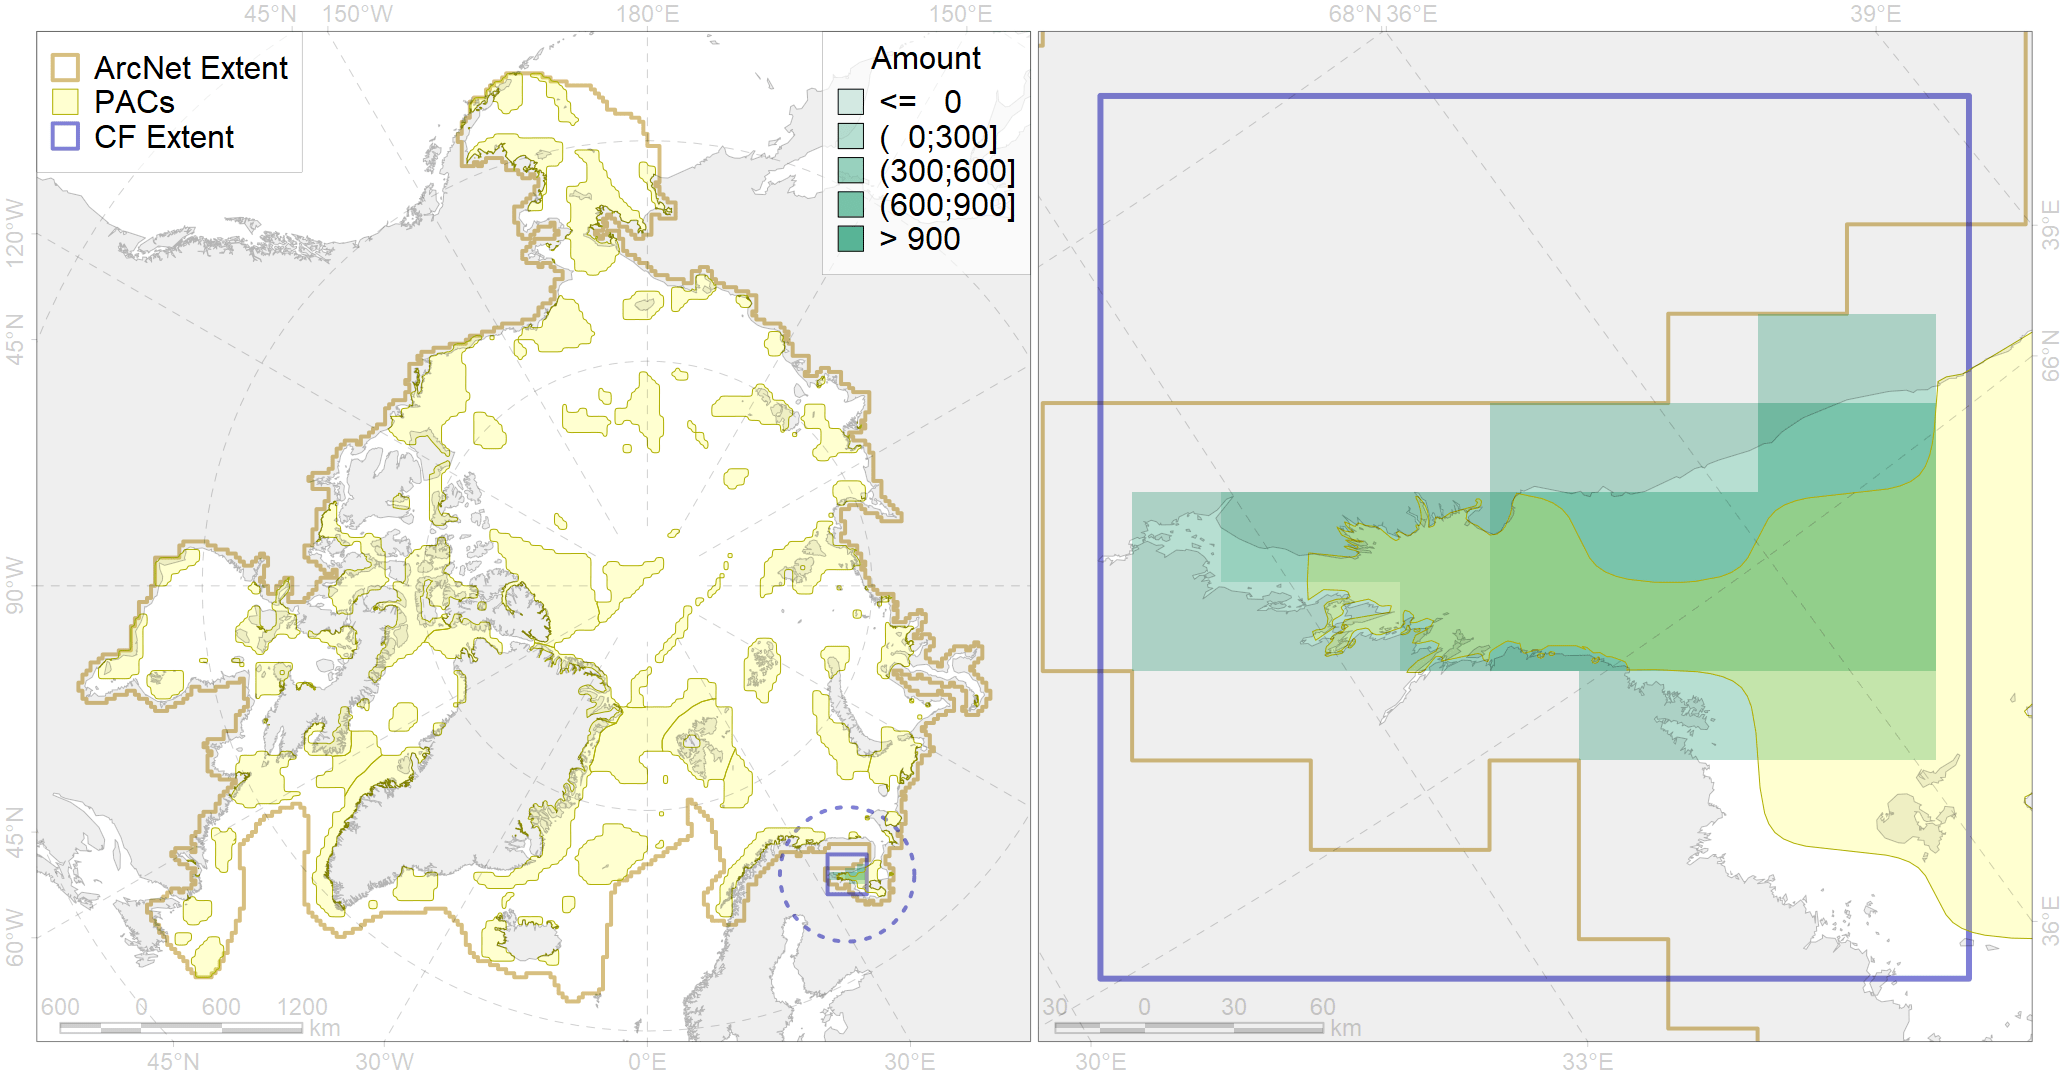 45°N 150°W 180°E 150°E 68°N 36°E 39°E
ArcNet Extent
PACs
CF Extent
Amount
<= 0
( 0;300]
(300;600]
(600;900]
> 900
120°W
45°N
90°W
45°N
60°W
39°E
66°N
36°E
600 0 600 1200
km
30 0 30 60
km
45°N 30°W 0°E 30°E 30°E 33°E